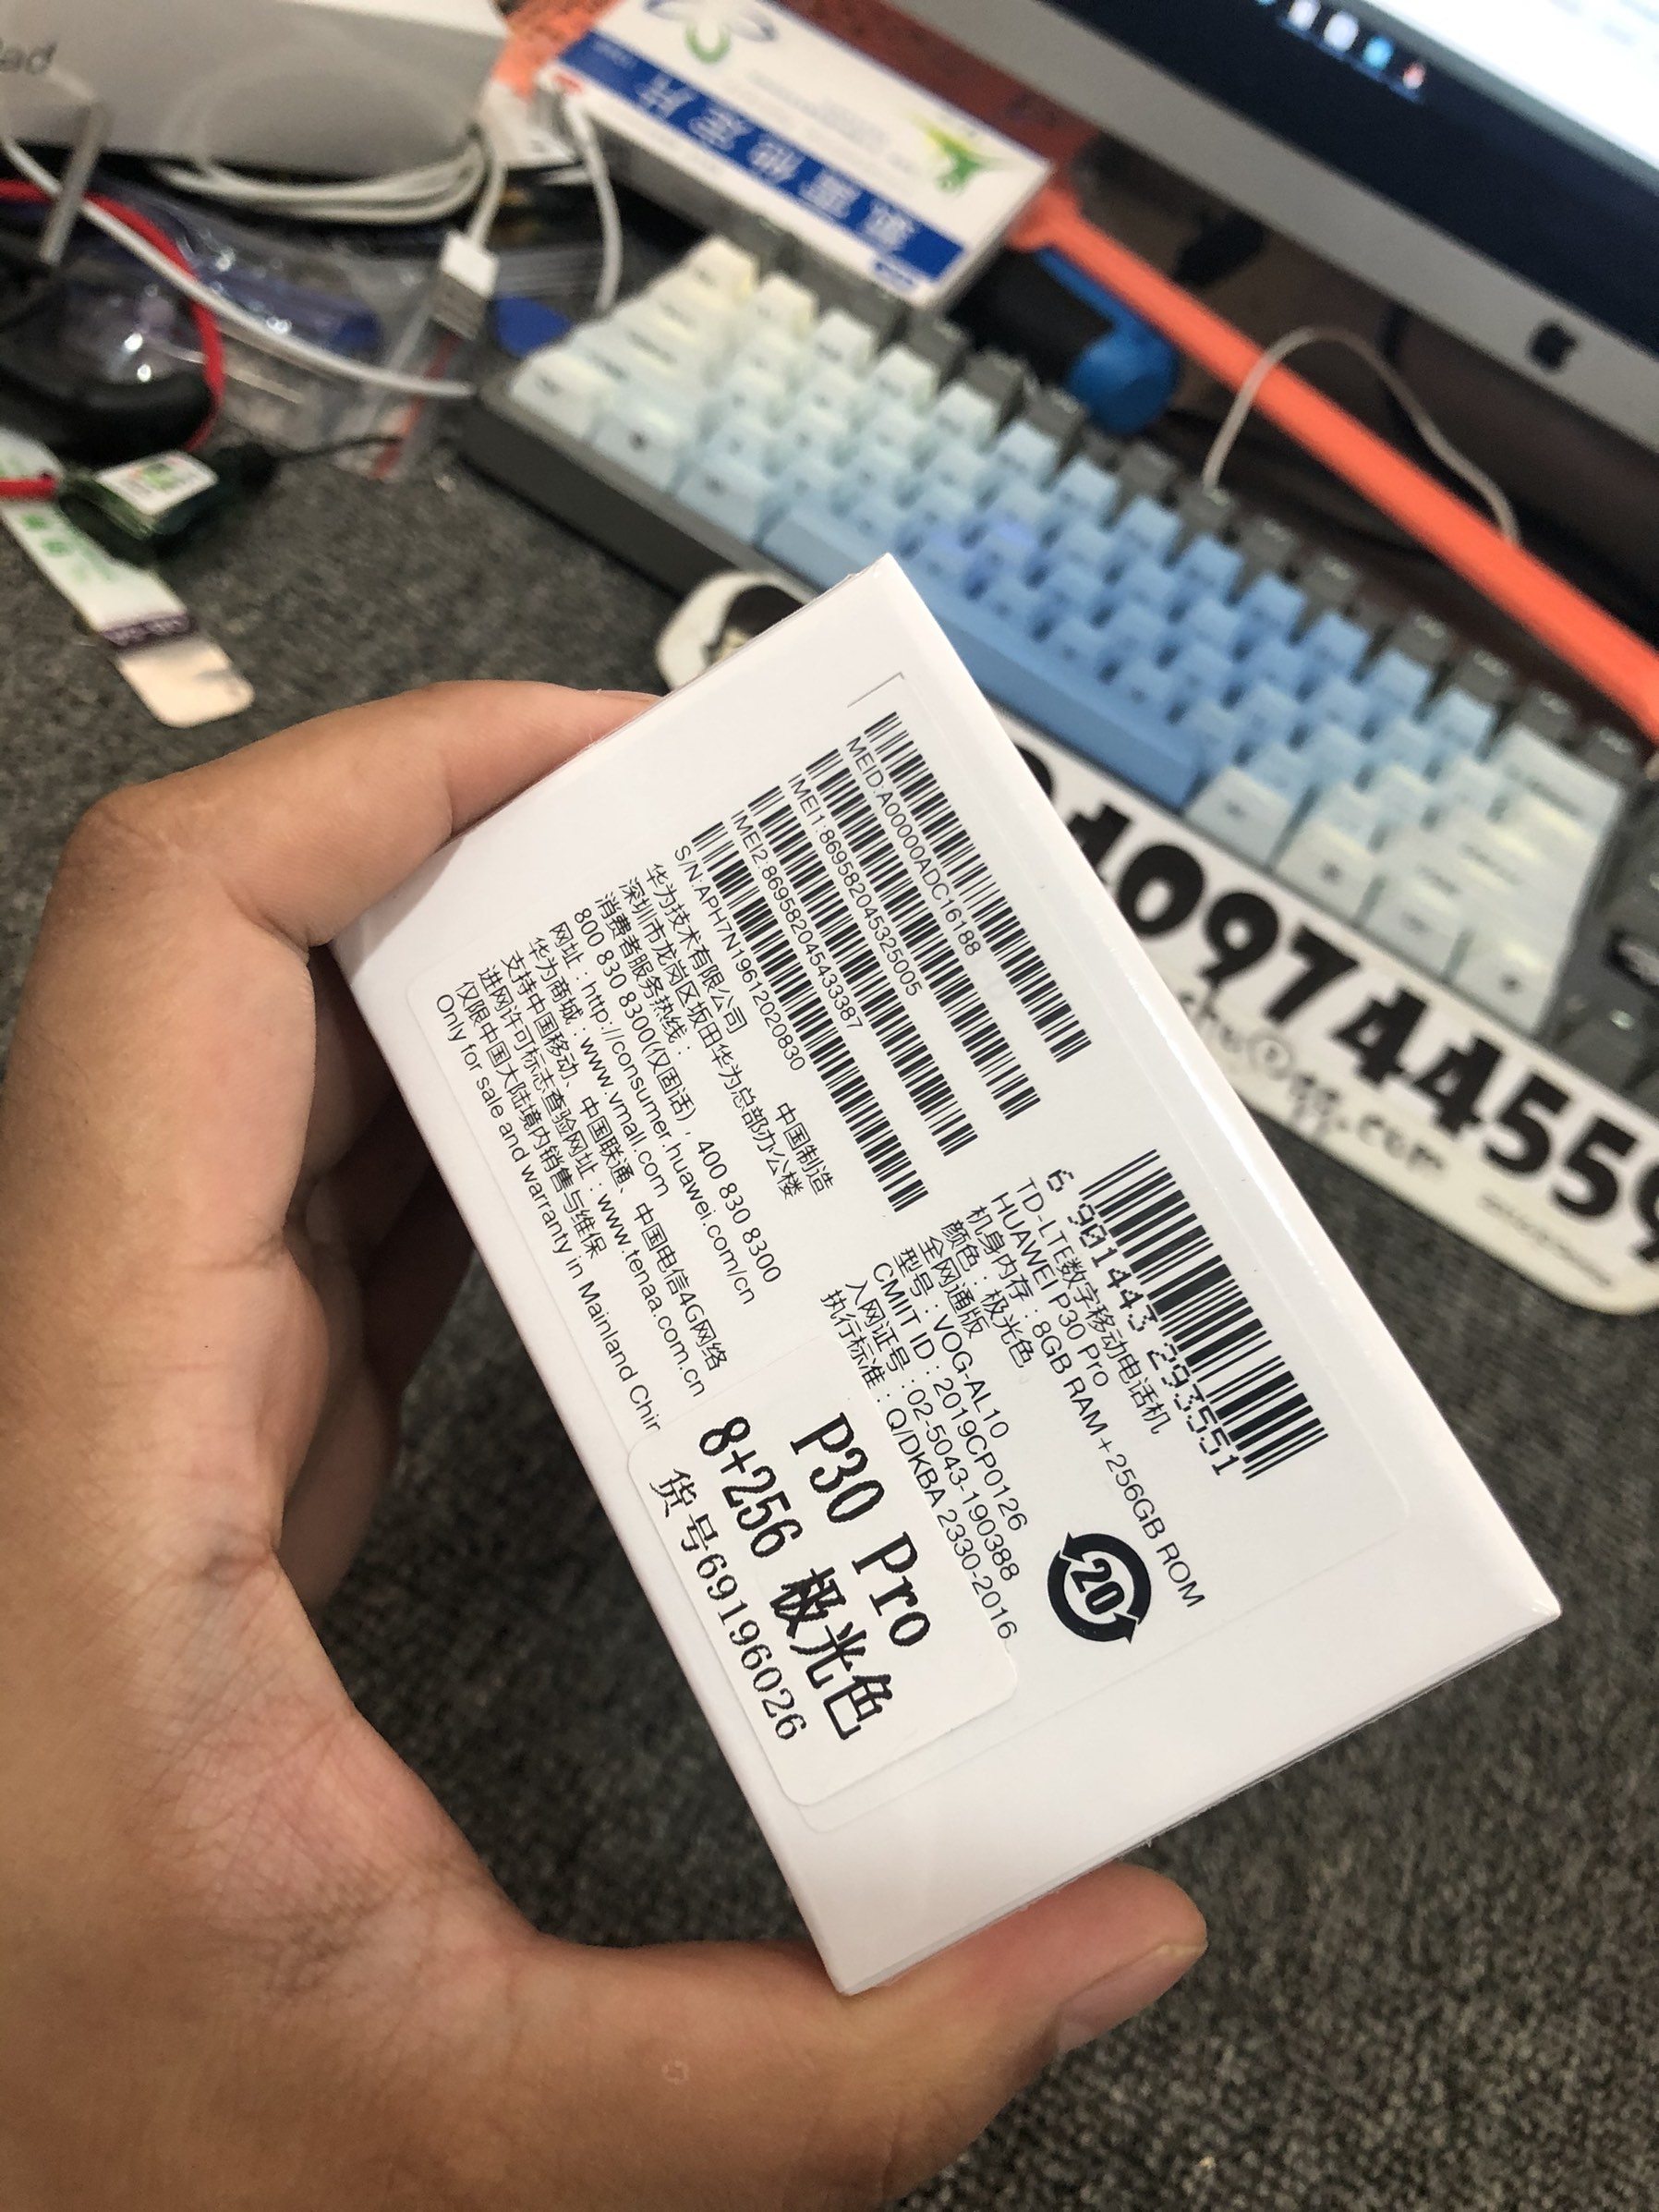 MEID:A00000ADC16188
IMEI1:869582045325005
IMEI2:869582045433387
S/N:APH7N19612020830
华为技术有限公司 中国制造
深圳市龙岗区坂田华为总部办公楼
消费者服务热线:
800 830 8300(仅固话), 400 830 8300
网址:http://consumer.huawei.com/cn
华为商城:www.vmall.com
支持中国移动、中国联通、中国电信4G网络
进网许可标志查验网址:www.tenaa.com.cn
仅限中国大陆境内销售与维保
Only for sale and warranty in Mainland Chir
6 901443 293551
TD-LTE数字移动电话机
HUAWEI P30 Pro
机身内存:8GB RAM+256GB ROM
颜色:极光色
全网通版
型号:VOG-AL10
CMIIT ID:2019CP0126
入网证号:02-5043-190388
执行标准:Q/DKBA 2330-2016
20
P30 Pro
8+256 极光色
货号69196026
409744559
qq.com
ad